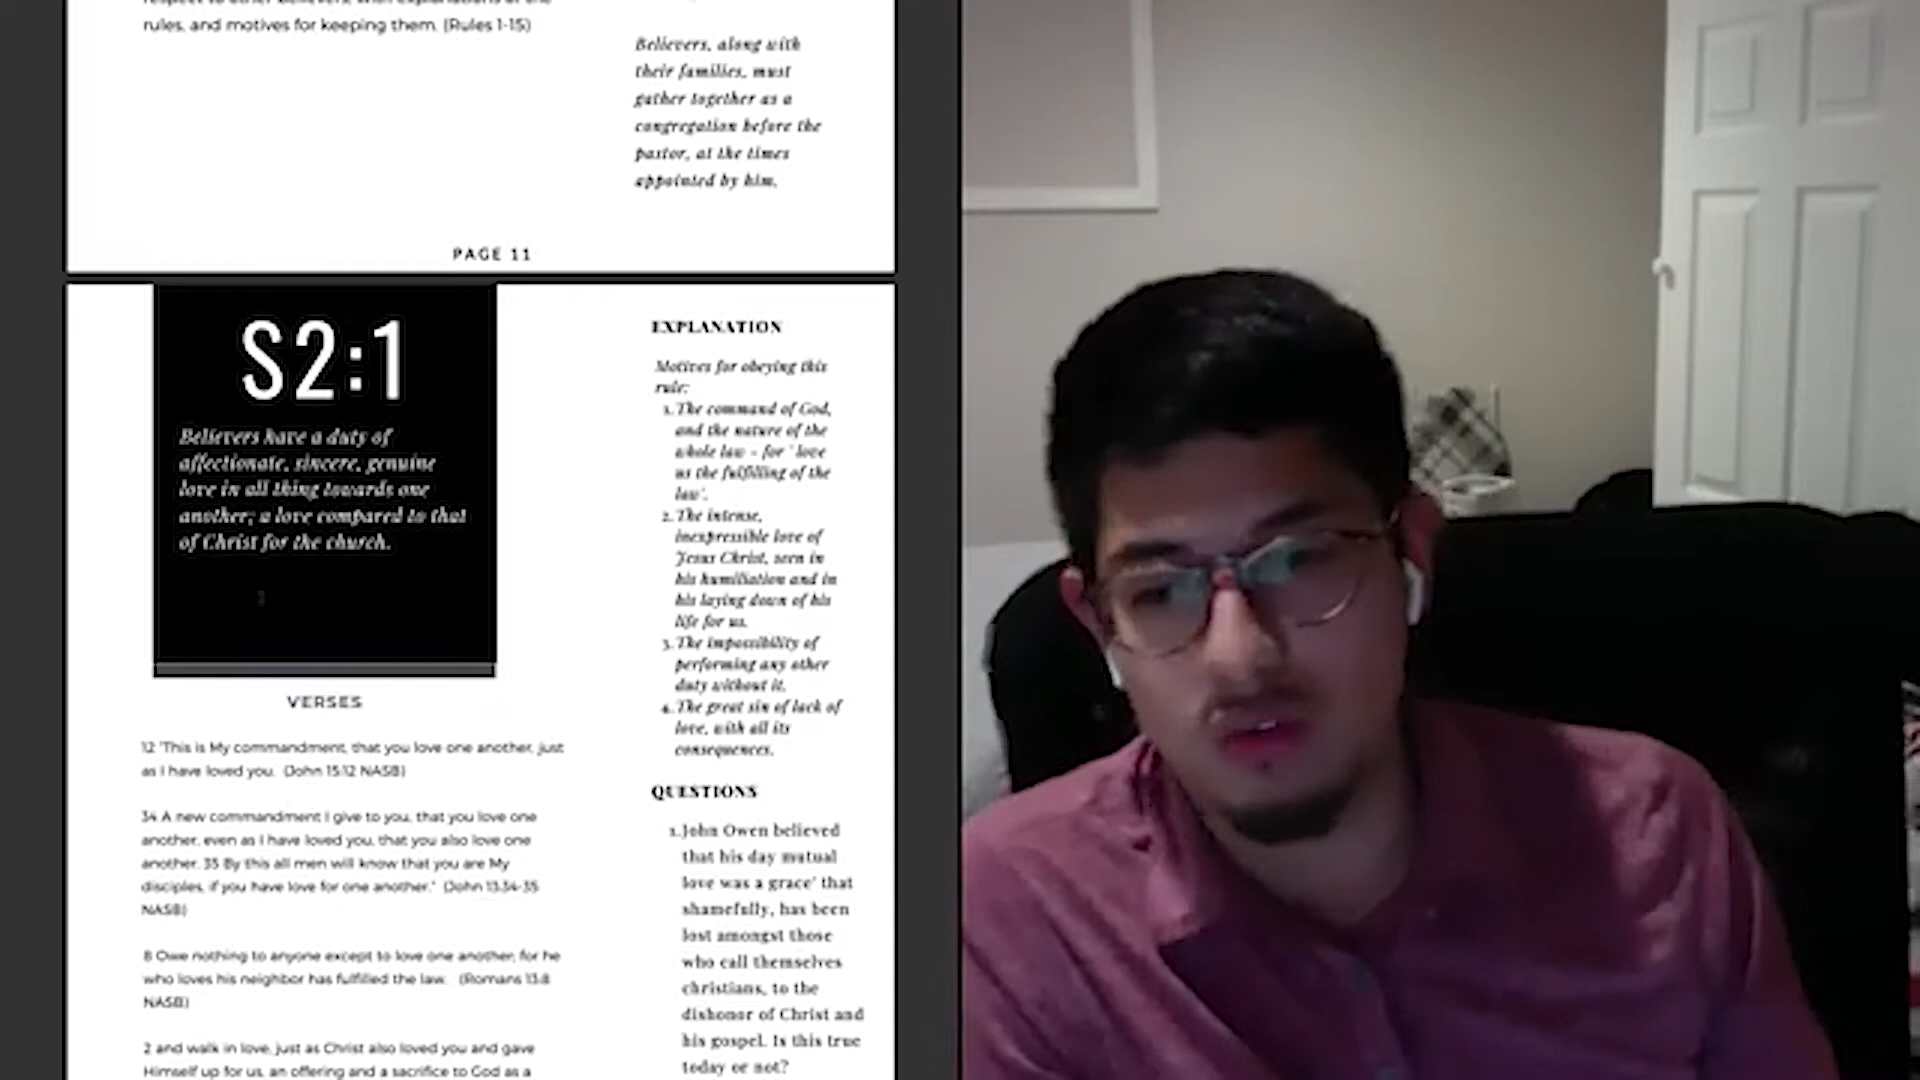 rules, and motives for keeping them. (Rules 1-15)
Believers, along with
their families, must
gather together as a
congregation before the
pastor, at the times
appointed by him.
PAGE 11
S2:1
Believers have a duty of
affectionate, sincere, genuine
love in all thing towards one
another; a love compared to that
of Christ for the church.
VERSES
12 "This is My commandment, that you love one another, just
as I have loved you. (John 15:12 NASB)
34 A new commandment I give to you, that you love one
another, even as I have loved you, that you also love one
another. 35 By this all men will know that you are My
disciples, if you have love for one another." (John 13:34-35
NASB)
8 Owe nothing to anyone except to love one another; for he
who loves his neighbor has fulfilled the law. (Romans 13:8
NASB)
2 and walk in love, just as Christ also loved you and gave
Himself up for us, an offering and a sacrifice to God as a
EXPLANATION
Motives for obeying this
rule:
1. The command of God,
and the nature of the
whole law - for 'love
us the fulfilling of the
law'.
2. The intense,
inexpressible love of
Jesus Christ, seen in
his humiliation and in
his laying down of his
life for us.
3. The impossibility of
performing any other
duty without it.
4. The great sin of lack of
love, with all its
consequences.
QUESTIONS
1. John Owen believed
that his day mutual
love was a grace' that
shamefully, has been
lost amongst those
who call themselves
christians, to the
dishonor of Christ and
his gospel. Is this true
today or not?